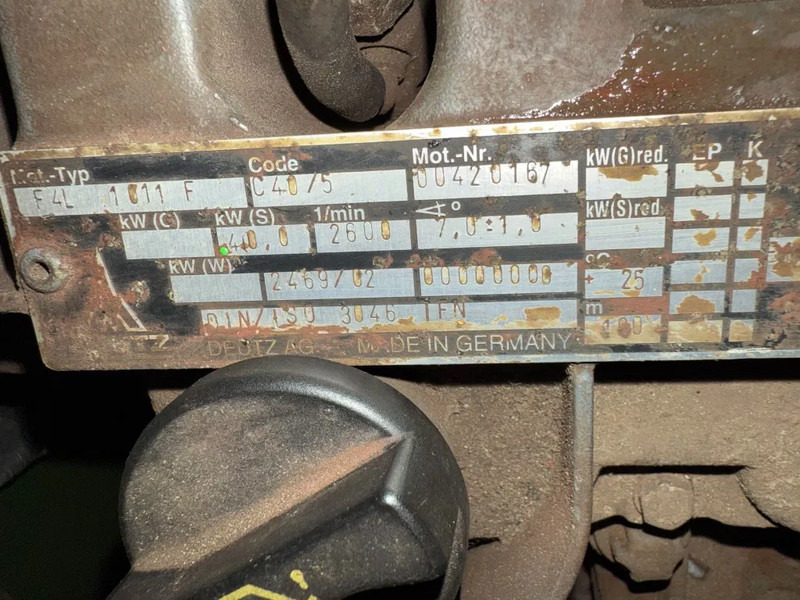 Mot.-Typ Code Mot.-Nr. kW(G)red. EP K
F4L 1011 F C40/5 00420167
kW (C) kW (S) 1/min ∢° kW(S)red
40,0 2600 7,0±1,0
kW (W) °C
2469/02 0000000 + 25
DIN/ISO 3046 IFN m
100
DEUTZ AG MADE IN GERMANY